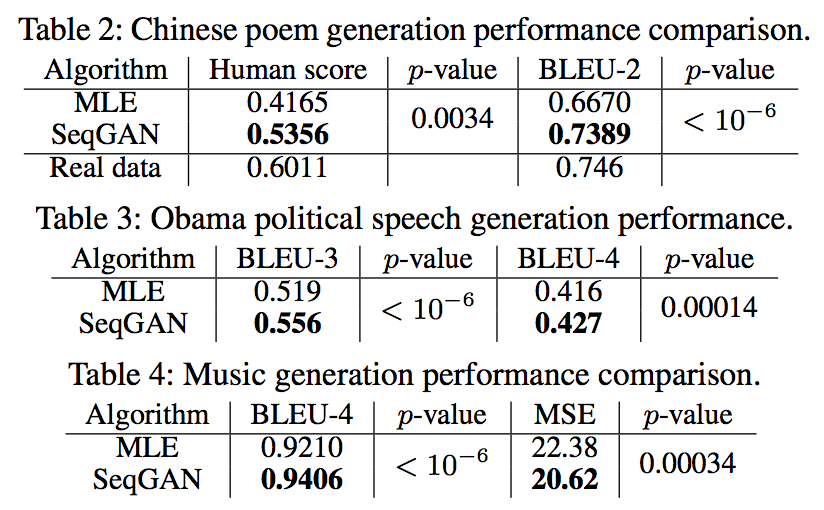 Table 2: Chinese poem generation performance comparison.
Algorithm Human score p-value BLEU-2 p-value
MLE 0.4165 0.0034 0.6670 < 10⁻⁶
SeqGAN 0.5356 0.7389
Real data 0.6011 0.746
Table 3: Obama political speech generation performance.
Algorithm BLEU-3 p-value BLEU-4 p-value
MLE 0.519 < 10⁻⁶ 0.416 0.00014
SeqGAN 0.556 0.427
Table 4: Music generation performance comparison.
Algorithm BLEU-4 p-value MSE p-value
MLE 0.9210 < 10⁻⁶ 22.38 0.00034
SeqGAN 0.9406 20.62